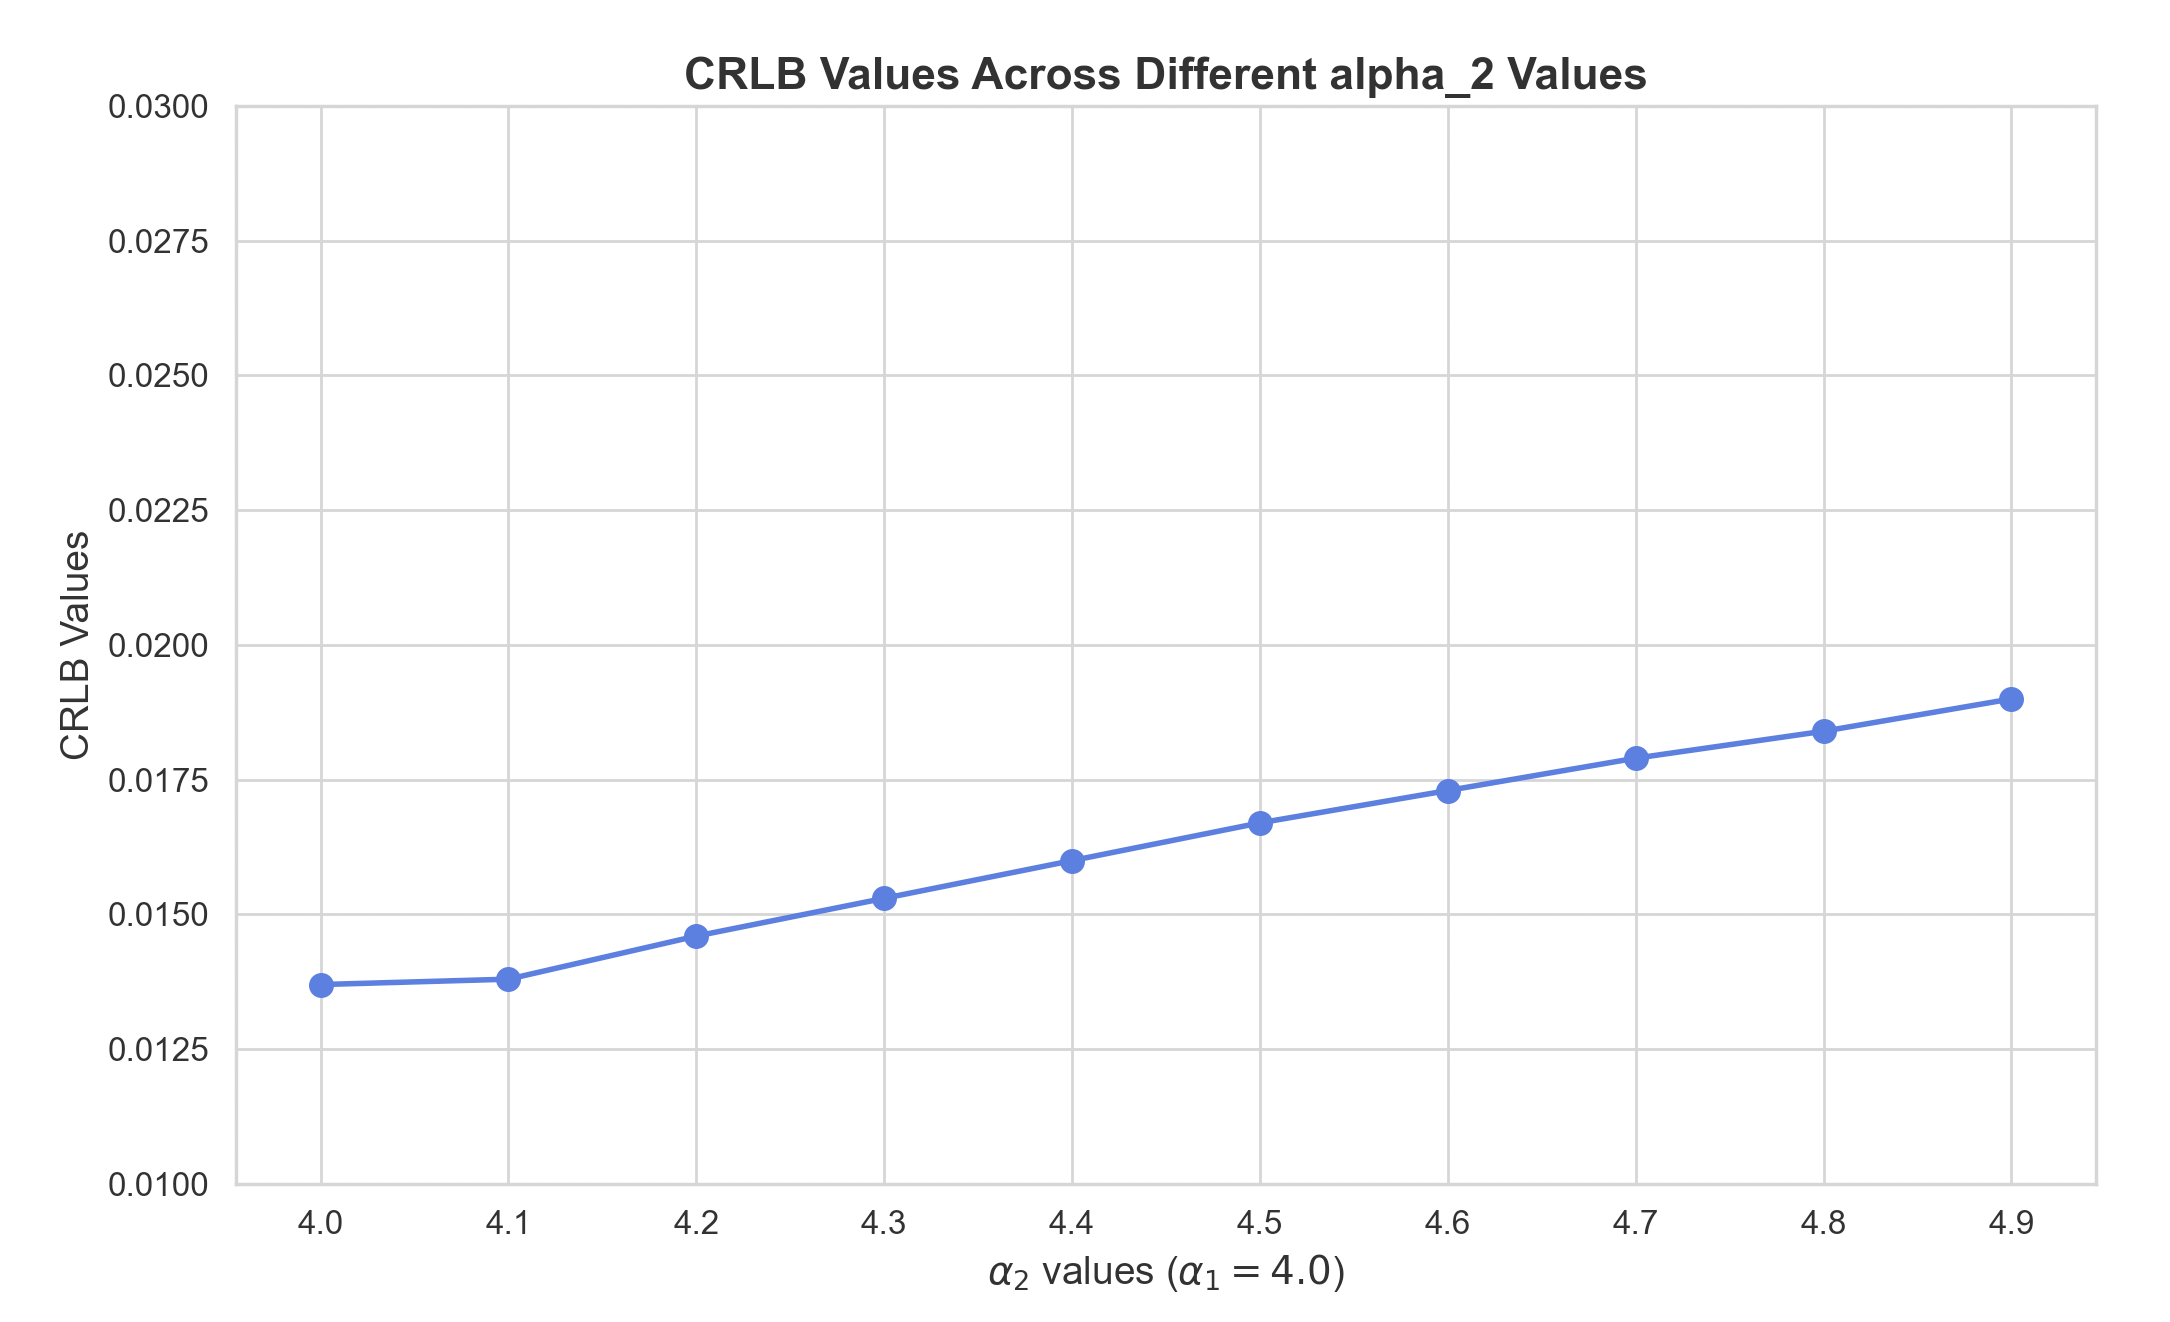 CRLB Values Across Different alpha_2 Values
0.0300
0.0275
0.0250
0.0225
0.0200
0.0175
0.0150
0.0125
0.0100
CRLB Values
4.0 4.1 4.2 4.3 4.4 4.5 4.6 4.7 4.8 4.9
α₂ values (α₁ = 4.0)